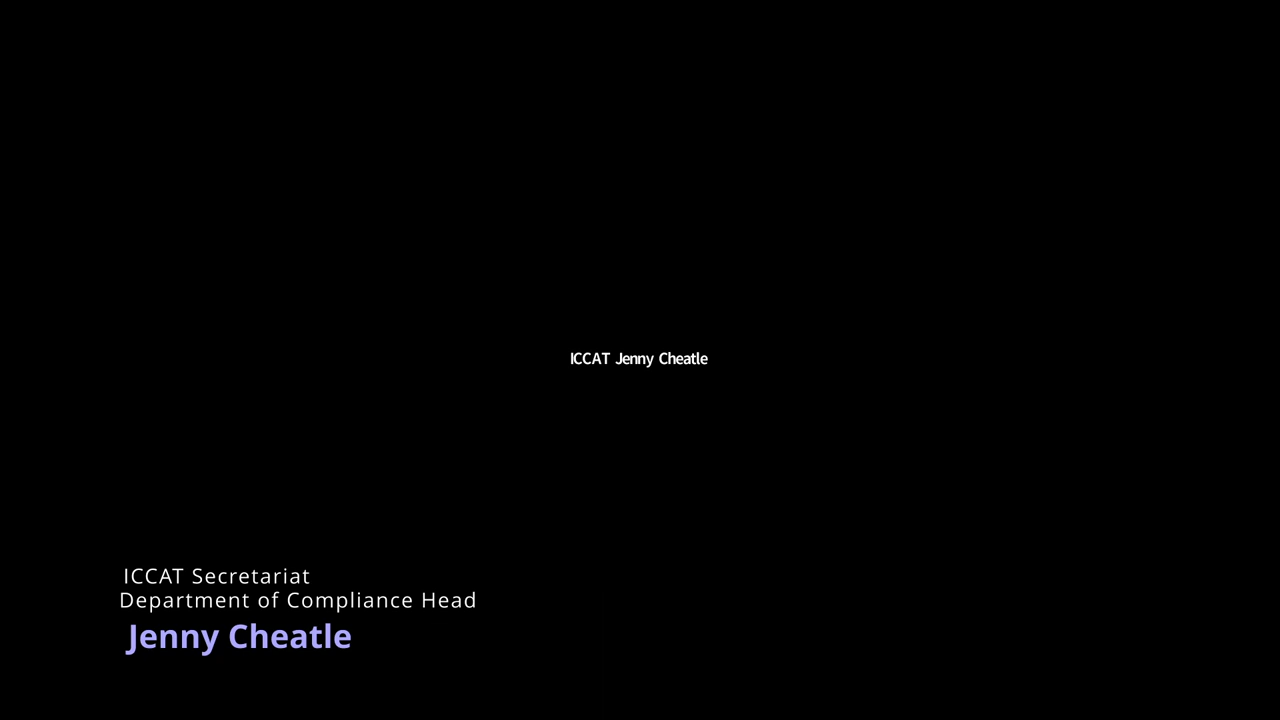 ICCAT Jenny Cheatle
ICCAT Secretariat
Department of Compliance Head
Jenny Cheatle